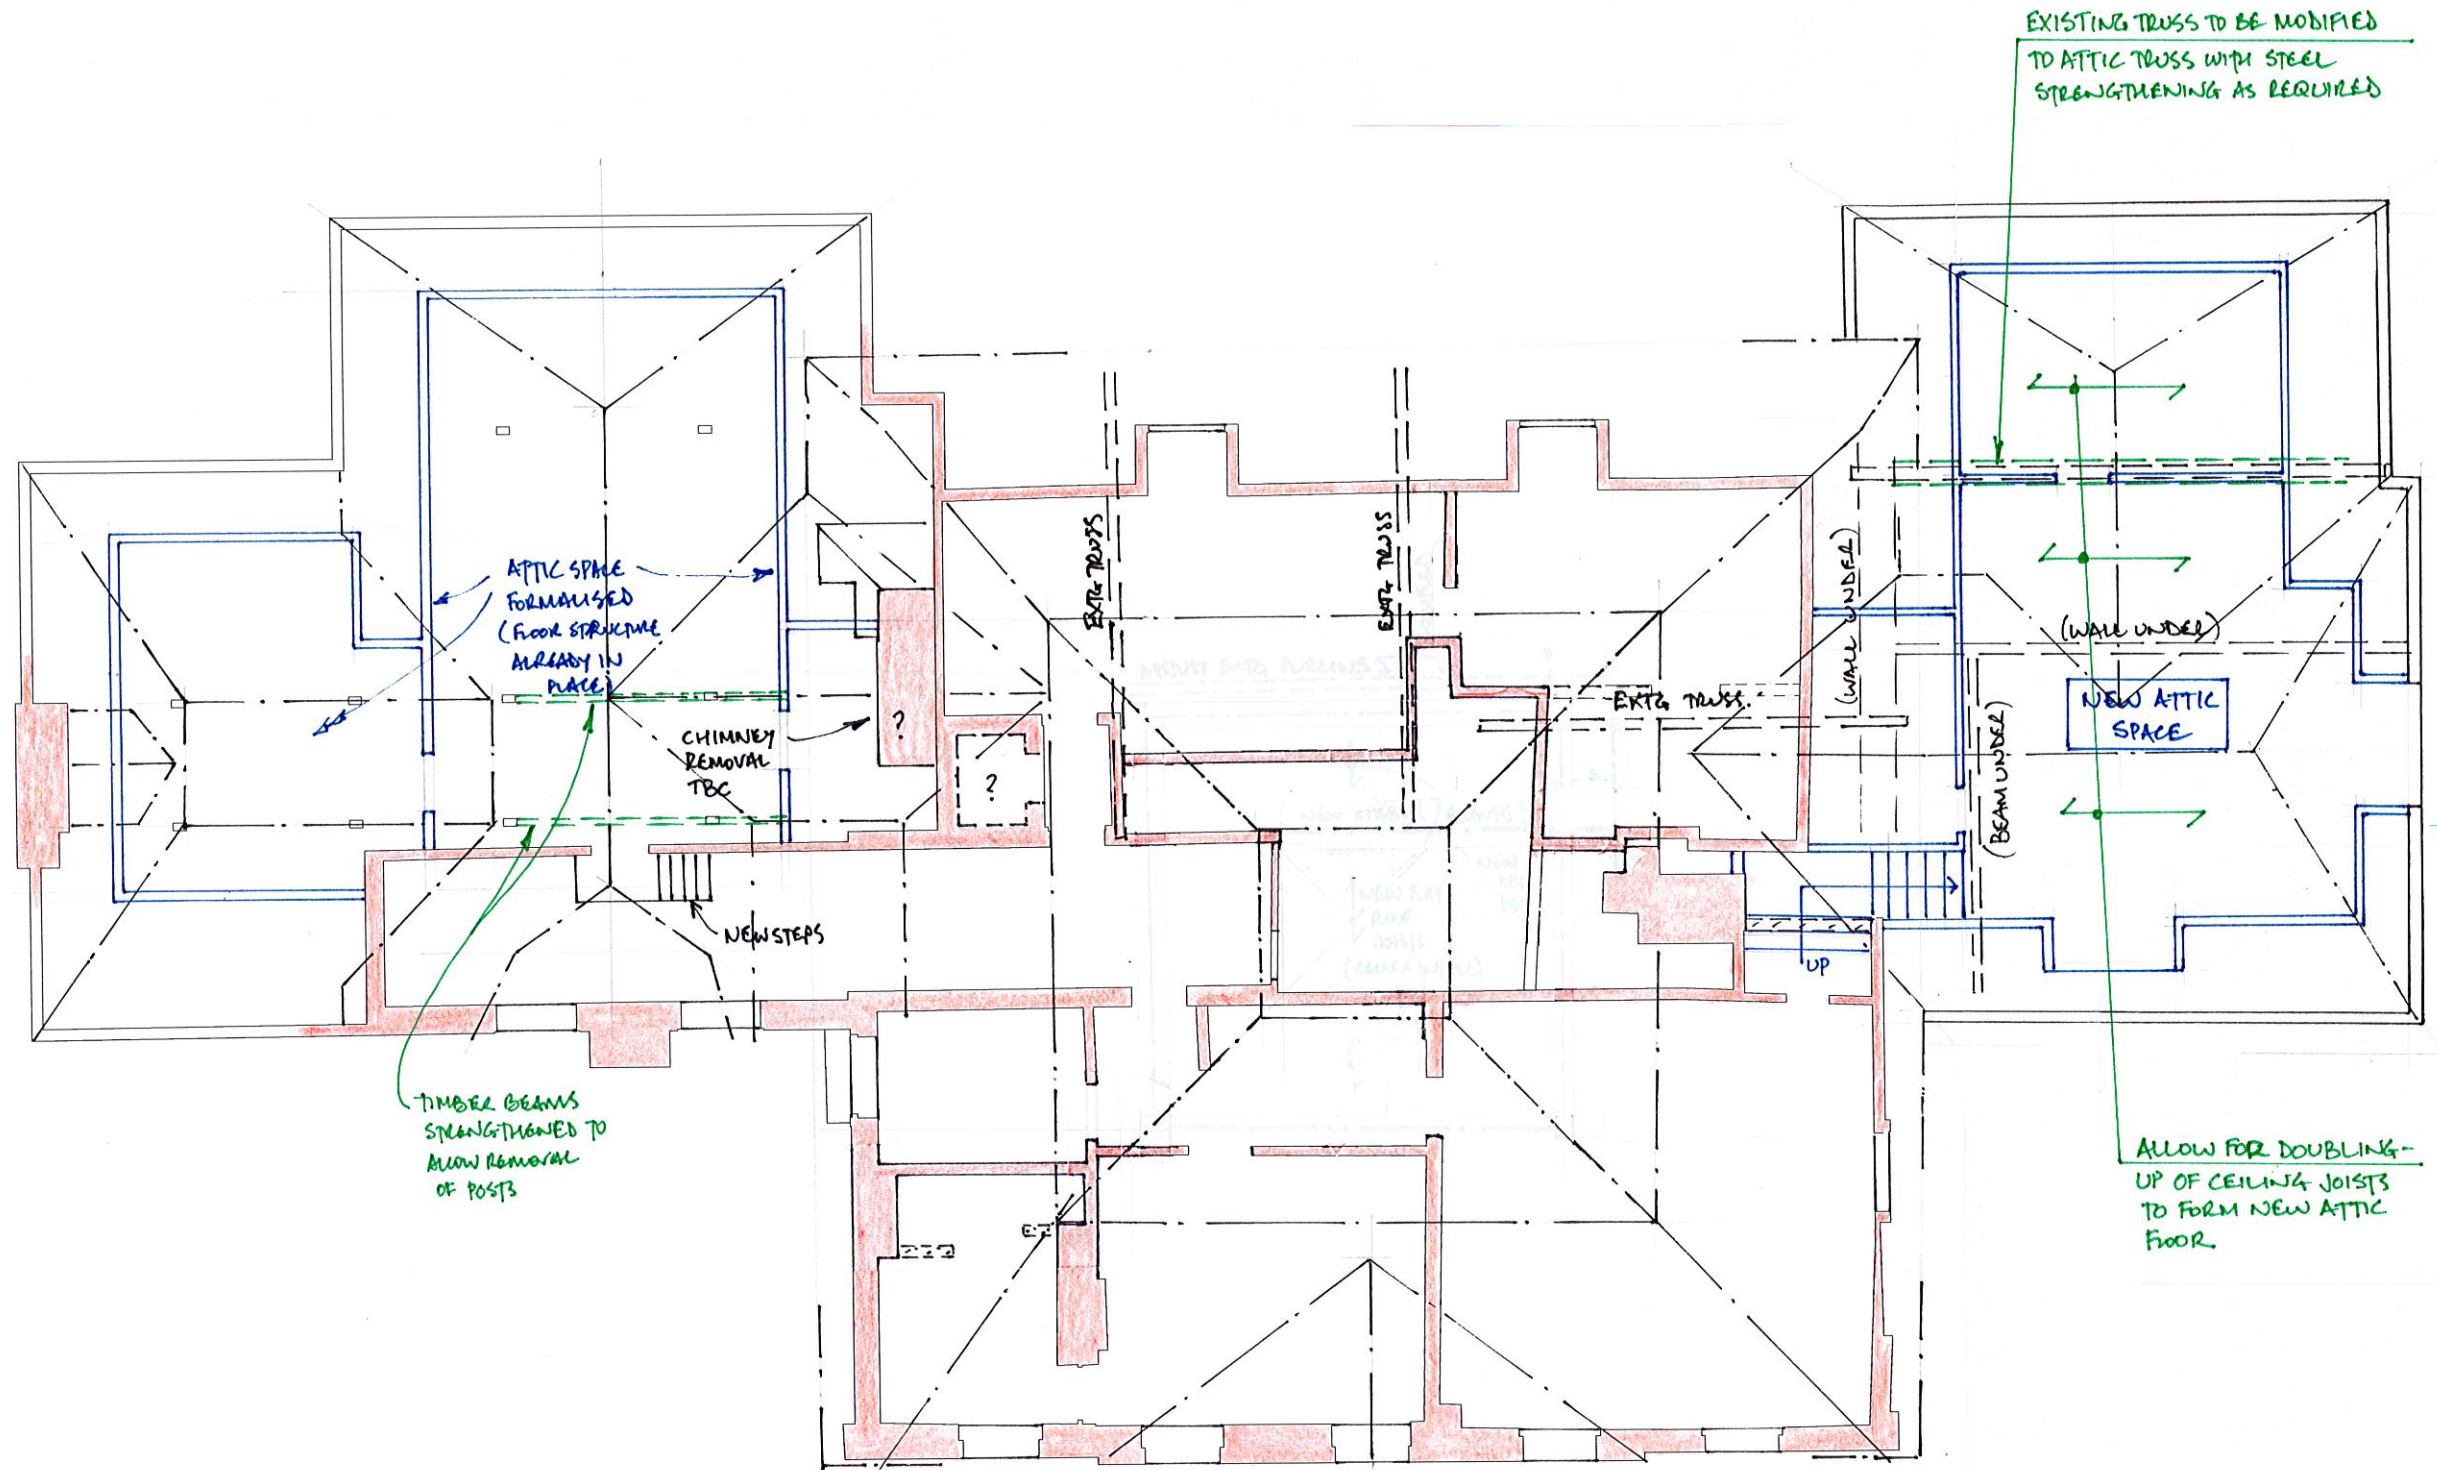 EXISTING TRUSS TO BE MODIFIED
TO ATTIC TRUSS WITH STEEL
STRENGTHENING AS REQUIRED
ATTIC SPACE
FORMALISED
(FLOOR STRUCTURE
ALREADY IN
PLACE)
EXTG TRUSS
EXTG TRUSS
(WALL UNDER)
(WALL UNDER)
EXTG TRUSS.
NEW ATTIC
SPACE
(BEAM UNDER)
?
CHIMNEY
REMOVAL
TBC
?
NEW STEPS
UP
TIMBER BEAMS
STRENGTHENED TO
ALLOW REMOVAL
OF POSTS
ALLOW FOR DOUBLING-
UP OF CEILING JOISTS
TO FORM NEW ATTIC
FLOOR.